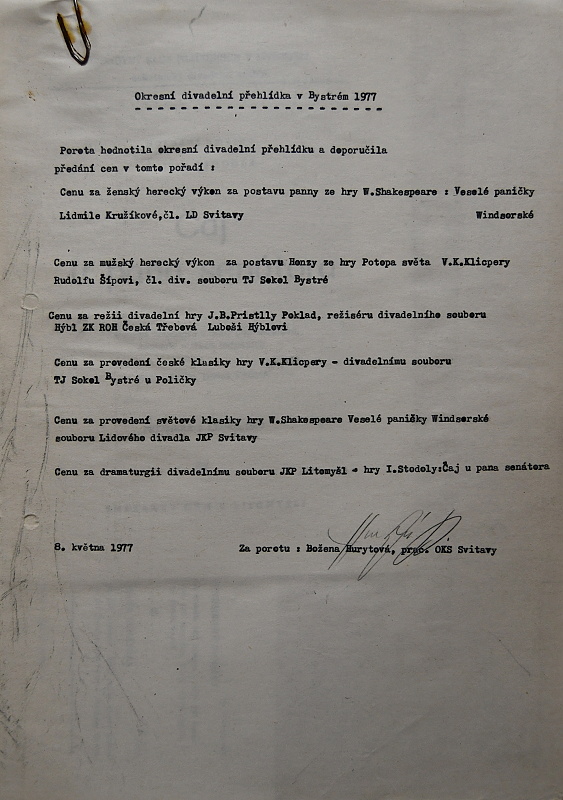 Okresní divadelní přehlídka v Bystrém 1977
Porota hodnotila okresní divadelní přehlídku a doporučila
předání cen v tomto pořadí :
Cenu za ženský herecký výkon za postavu panny ze hry W.Shakespeare : Veselé paničky
Lidmile Kružíkové,čl. LD Svitavy Windsorské
Cenu za mužský herecký výkon za postavu Honzy ze hry Potopa světa V.K.Klicpery
Rudolfu Šípovi, čl. div. souboru TJ Sokol Bystré
Cenu za režii divadelní hry J.B.Pristlly Poklad, režiséru divadelního souboru
Hýbl ZK ROH Česká Třebová Luboši Hýblovi
Cenu za provedení české klasiky hry V.K.Klicpery - divadelnímu souboru
TJ Sokol Bystré u Poličky
Cenu za provedení světové klasiky hry W.Shakespeare Veselé paničky Windsorské
souboru Lidového divadla JKP Svitavy
Cenu za dramaturgii divadelnímu souboru JKP Litomyšl - hry I.Stodoly:Čaj u pana senátora
8. května 1977 Za porotu : Božena Hurytová, prac. OKS Svitavy